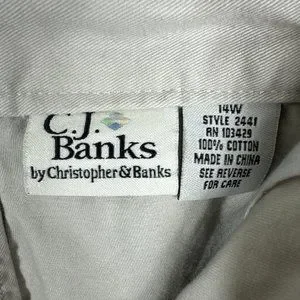 C.J.
Banks
by Christopher & Banks
14W
STYLE 2441
RN 103429
100% COTTON
MADE IN CHINA
SEE REVERSE
FOR CARE